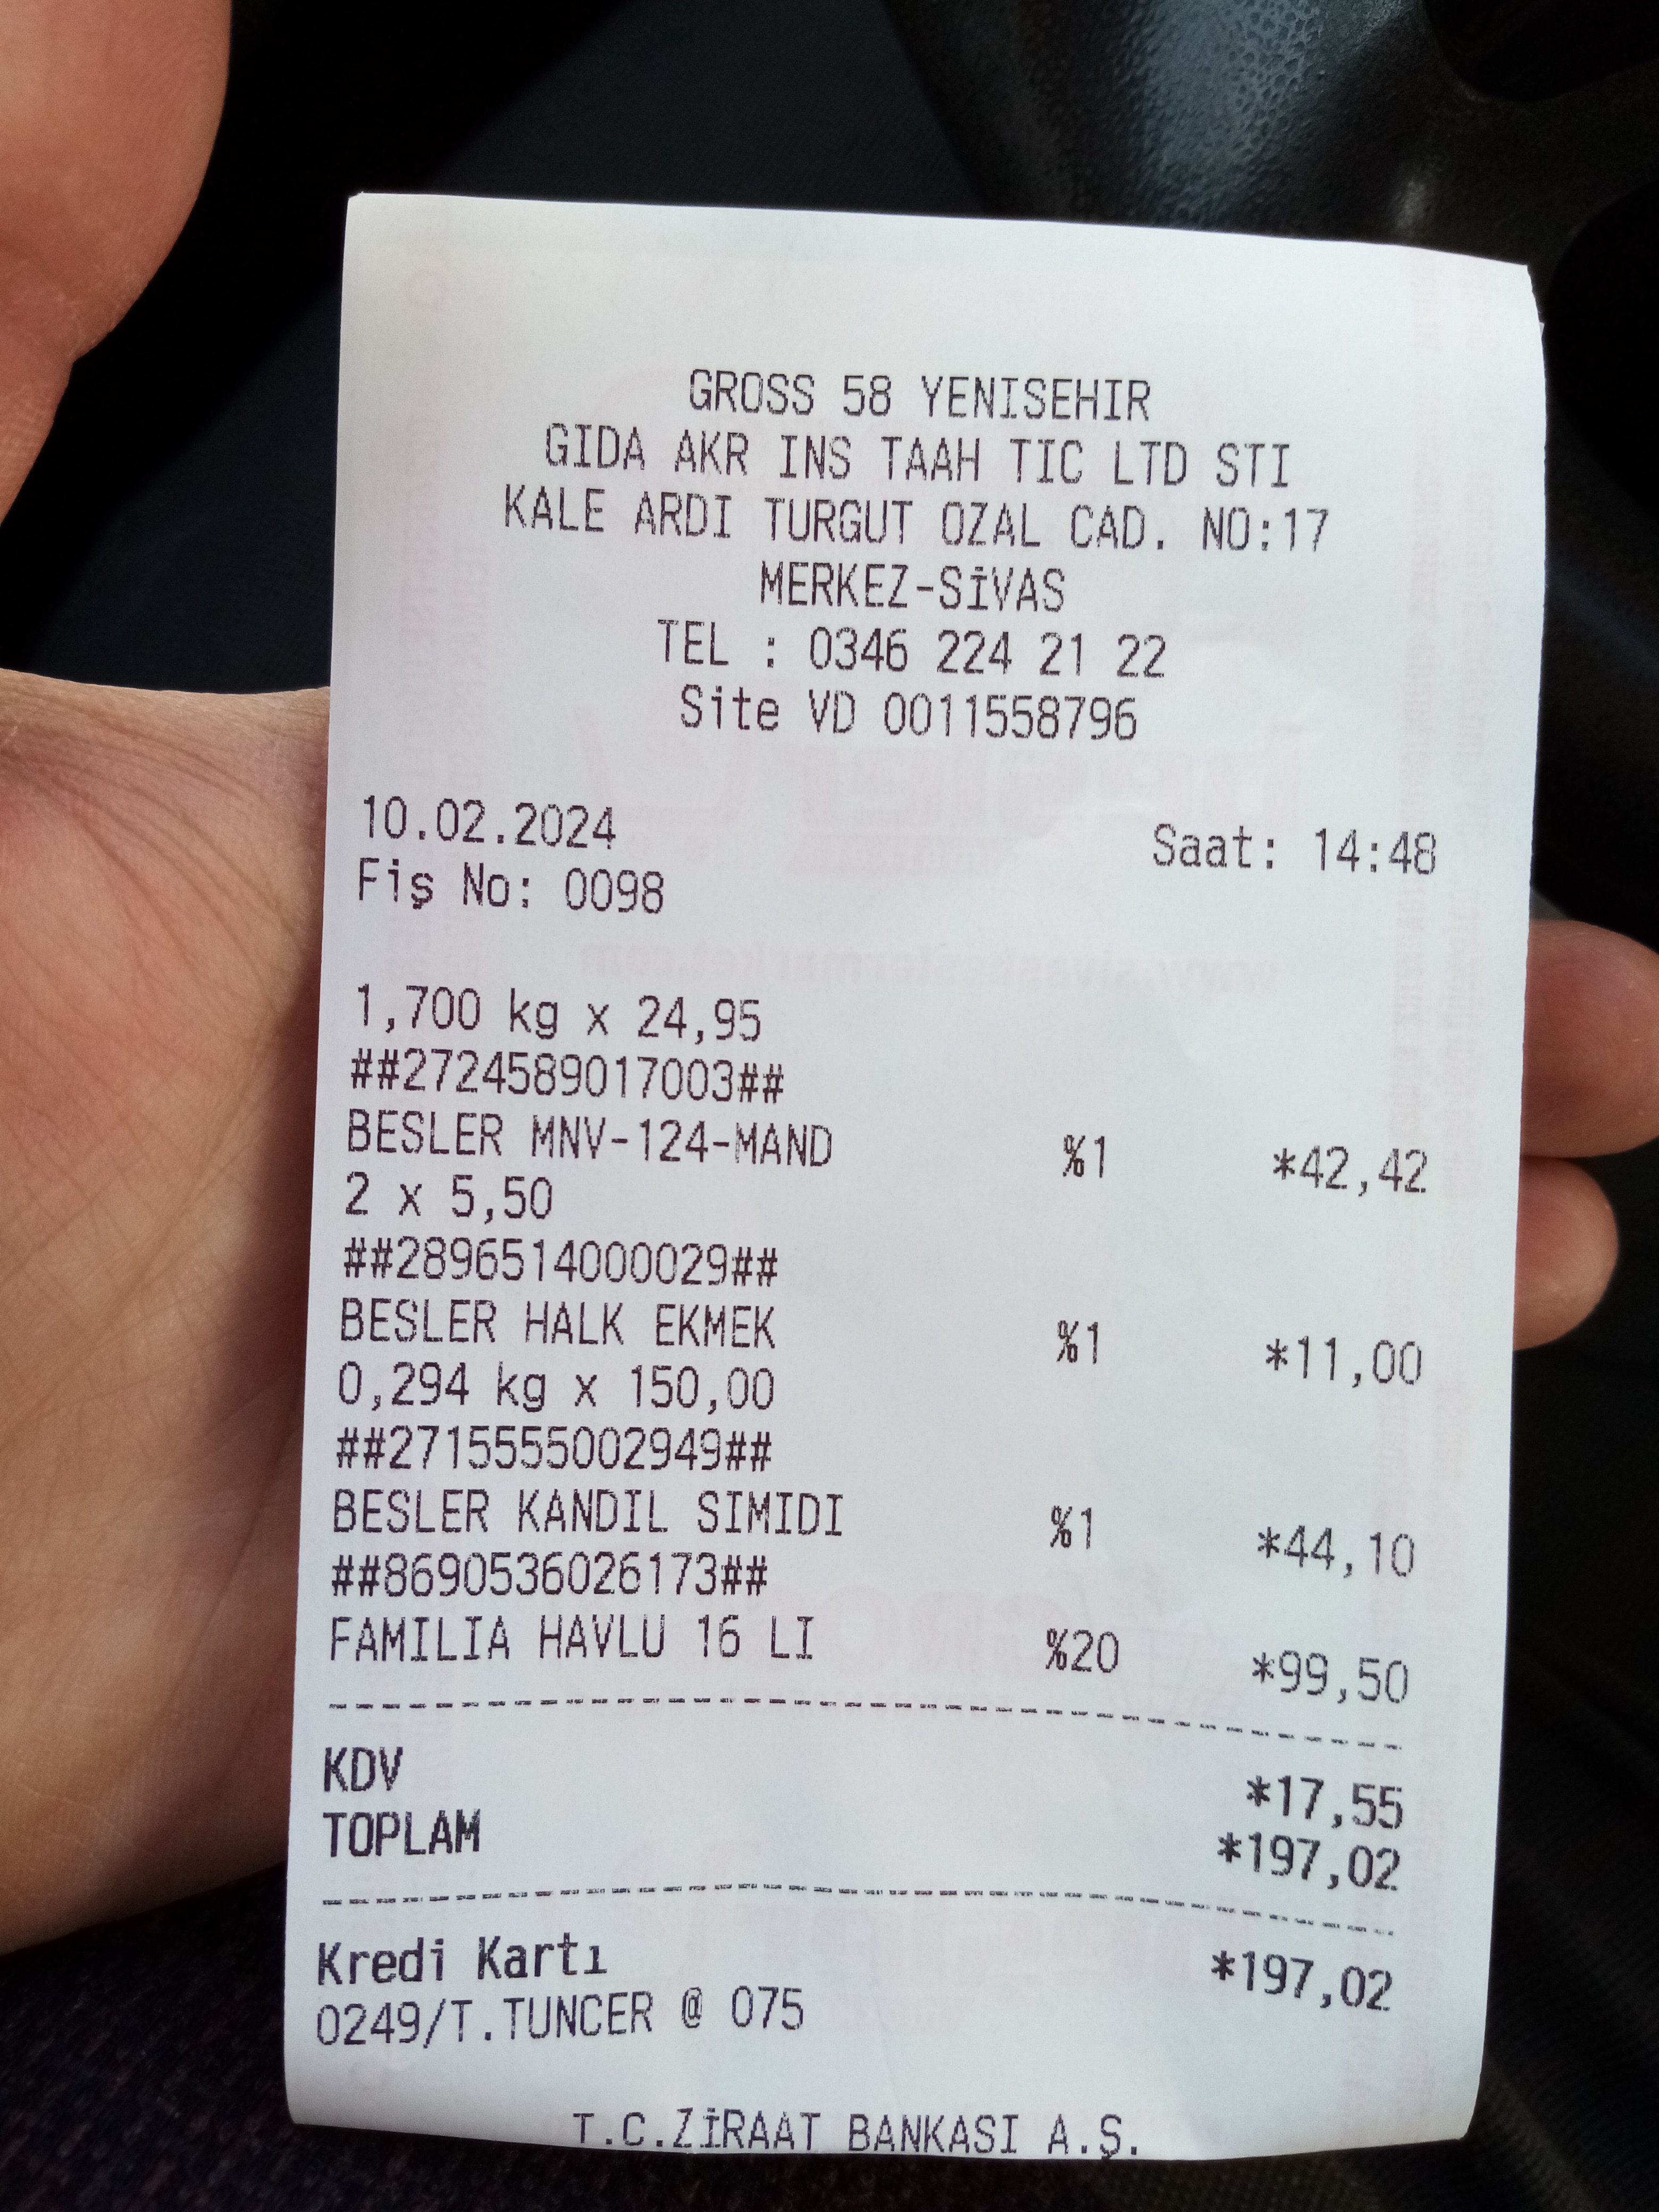 GROSS 58 YENISEHIR
GIDA AKR INS TAAH TIC LTD STI
KALE ARDI TURGUT OZAL CAD. NO:17
MERKEZ-SİVAS
TEL : 0346 224 21 22
Site VD 0011558796
10.02.2024 Saat: 14:48
Fiş No: 0098
1,700 kg x 24,95
##2724589017003##
BESLER MNV-124-MAND %1 *42,42
2 x 5,50
##2896514000029##
BESLER HALK EKMEK %1 *11,00
0,294 kg x 150,00
##2715555002949##
BESLER KANDIL SIMIDI %1 *44,10
##8690536026173##
FAMILIA HAVLU 16 LI %20 *99,50
KDV *17,55
TOPLAM *197,02
Kredi Kartı *197,02
0249/T.TUNCER @ 075
T.C.ZİRAAT BANKASI A.Ş.